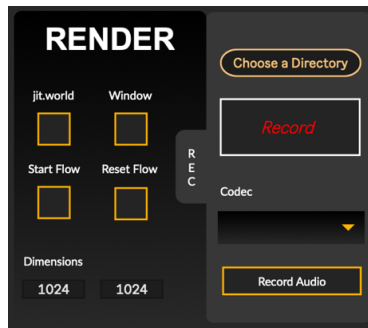 RENDER
jit.world
Window
Start Flow
Reset Flow
Dimensions
1024
1024
R
E
C
Choose a Directory
Record
Codec
Record Audio